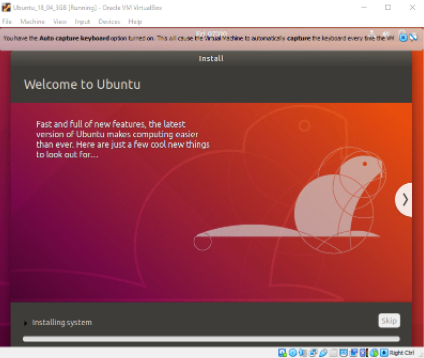 Ubuntu_18_04_3GB [Running] - Oracle VM VirtualBox
File Machine View Input Devices Help
You have the Auto capture keyboard option turned on. This will cause the Virtual Machine to automatically capture the keyboard every time the VM
Install
Welcome to Ubuntu
Fast and full of new features, the latest
version of Ubuntu makes computing easier
than ever. Here are just a few cool new things
to look out for...
Installing system
Skip
Right Ctrl